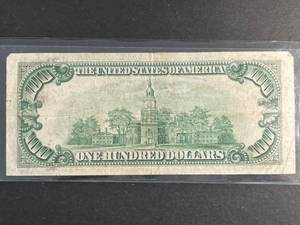 THE UNITED STATES OF AMERICA
100 100
100 100
ONE HUNDRED DOLLARS